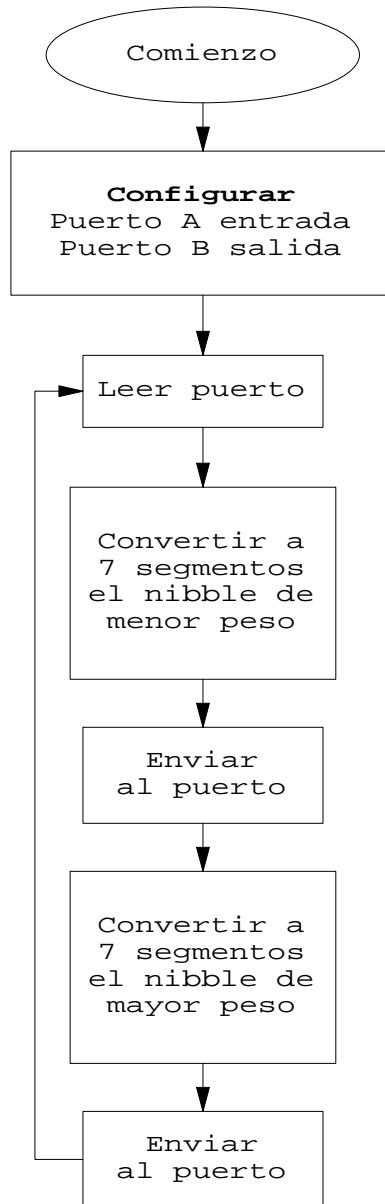 Comienzo
Configurar
Puerto A entrada
Puerto B salida
Leer puerto
Convertir a
7 segmentos
el nibble de
menor peso
Enviar
al puerto
Convertir a
7 segmentos
el nibble de
mayor peso
Enviar
al puerto